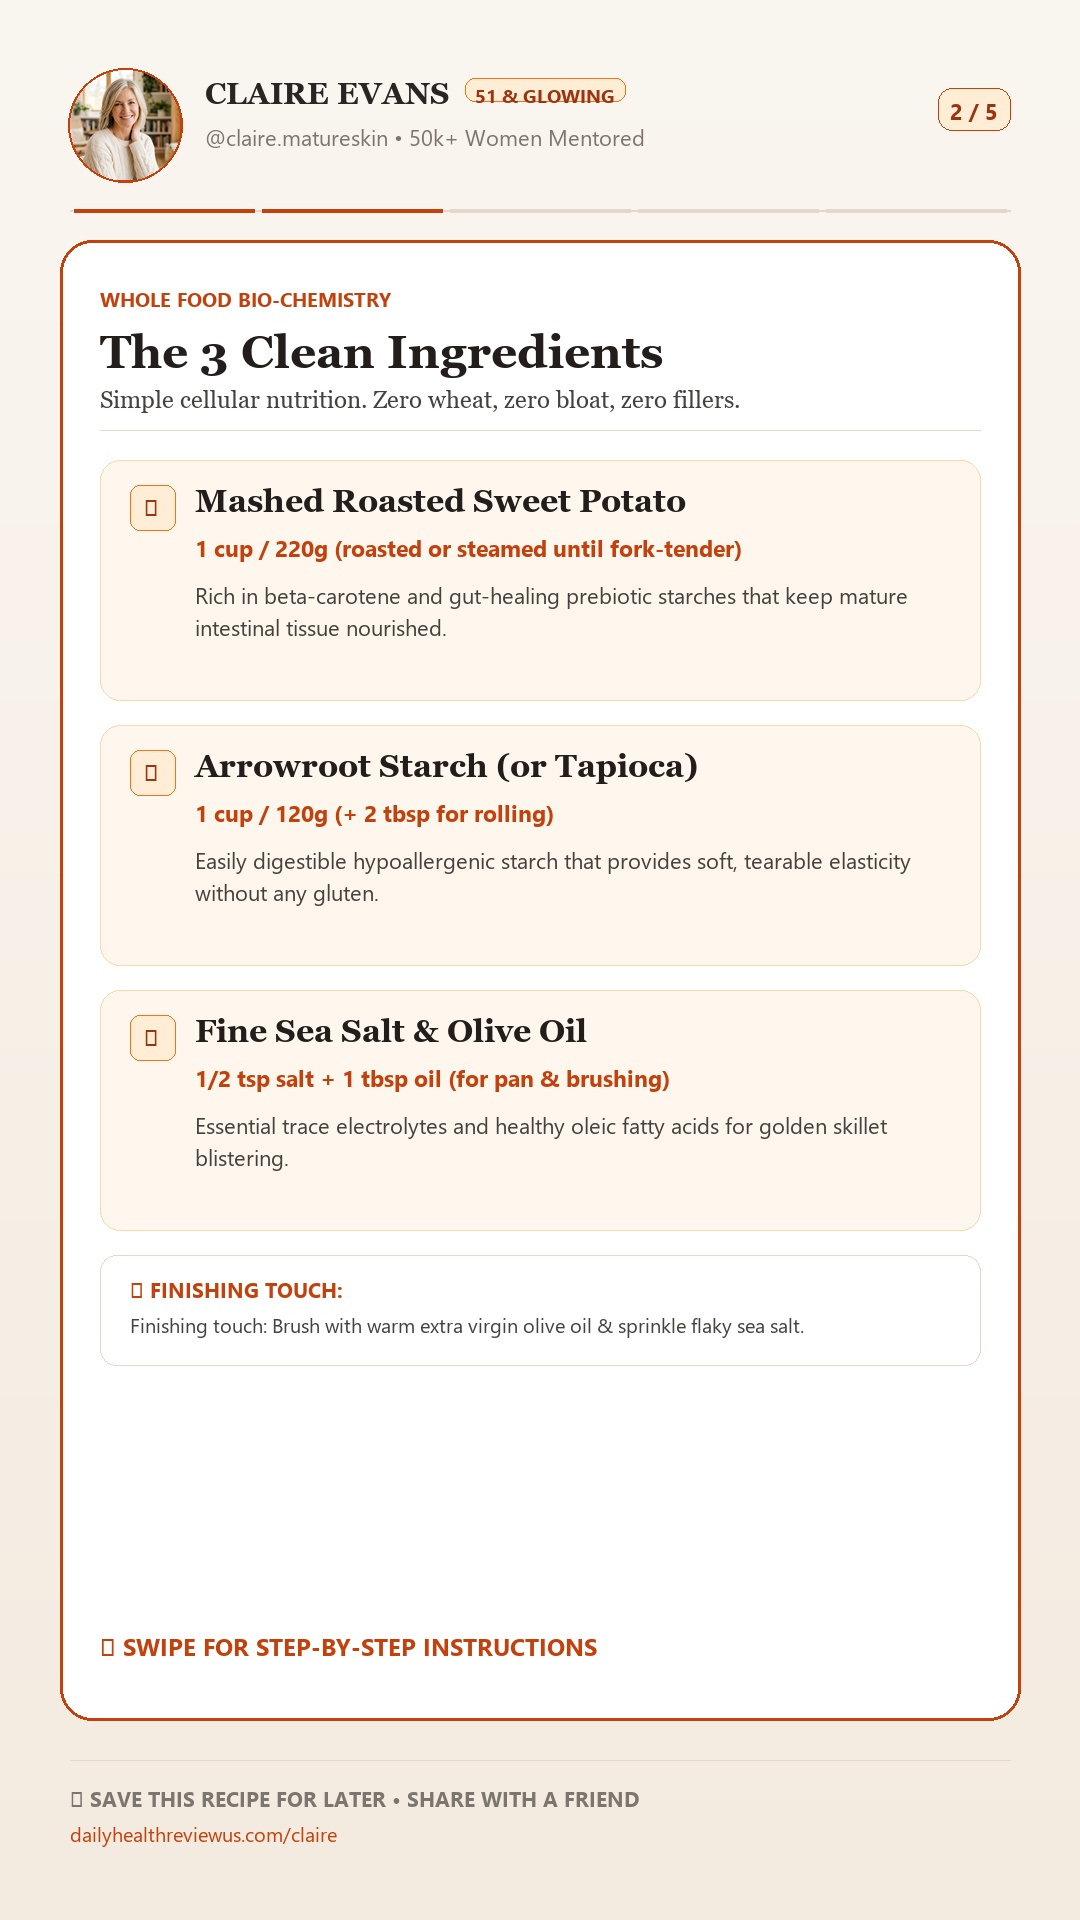 CLAIRE EVANS 51 & GLOWING
@claire.matureskin • 50k+ Women Mentored
2 / 5
WHOLE FOOD BIO-CHEMISTRY
The 3 Clean Ingredients
Simple cellular nutrition. Zero wheat, zero bloat, zero fillers.
Mashed Roasted Sweet Potato
1 cup / 220g (roasted or steamed until fork-tender)
Rich in beta-carotene and gut-healing prebiotic starches that keep mature
intestinal tissue nourished.
Arrowroot Starch (or Tapioca)
1 cup / 120g (+ 2 tbsp for rolling)
Easily digestible hypoallergenic starch that provides soft, tearable elasticity
without any gluten.
Fine Sea Salt & Olive Oil
1/2 tsp salt + 1 tbsp oil (for pan & brushing)
Essential trace electrolytes and healthy oleic fatty acids for golden skillet
blistering.
FINISHING TOUCH:
Finishing touch: Brush with warm extra virgin olive oil & sprinkle flaky sea salt.
SWIPE FOR STEP-BY-STEP INSTRUCTIONS
SAVE THIS RECIPE FOR LATER • SHARE WITH A FRIEND
dailyhealthreviewus.com/claire